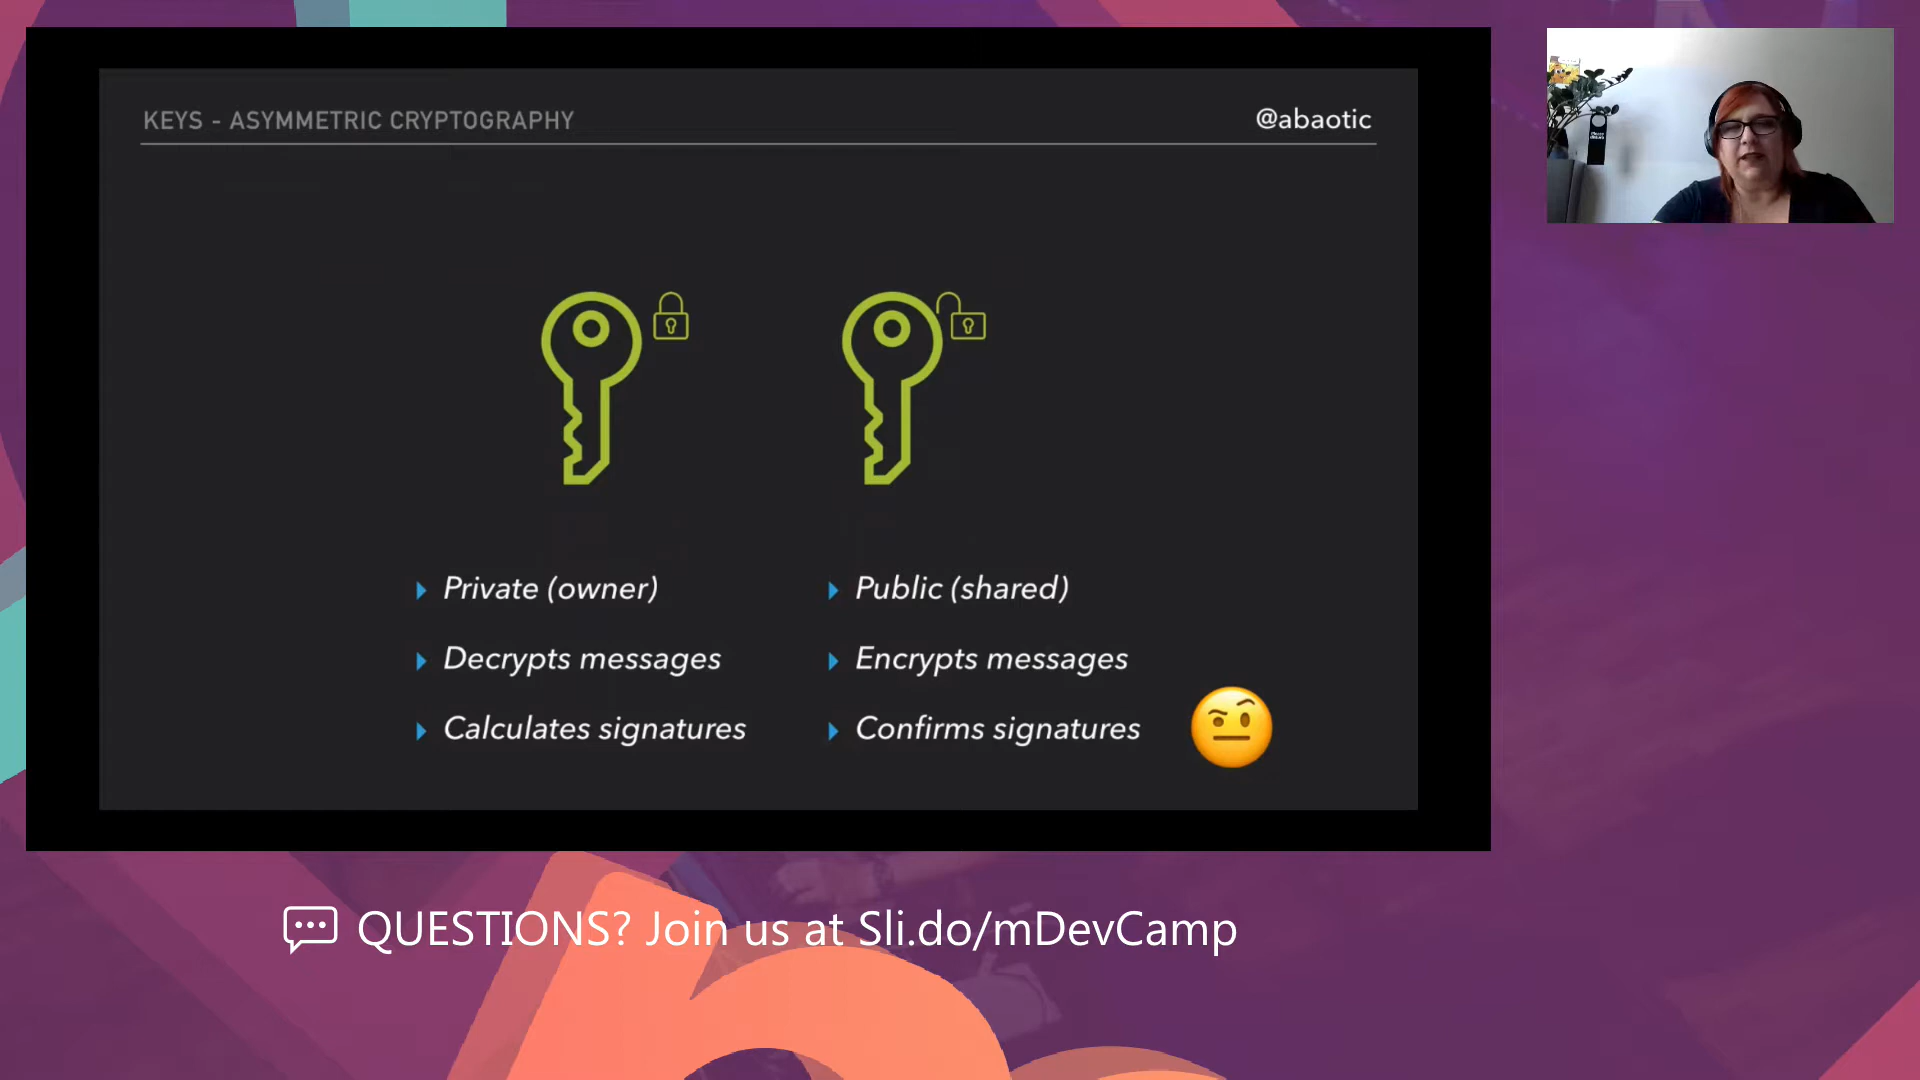 KEYS - ASYMMETRIC CRYPTOGRAPHY
@abaotic
Private (owner)
Decrypts messages
Calculates signatures
Public (shared)
Encrypts messages
Confirms signatures
QUESTIONS? Join us at Sli.do/mDevCamp